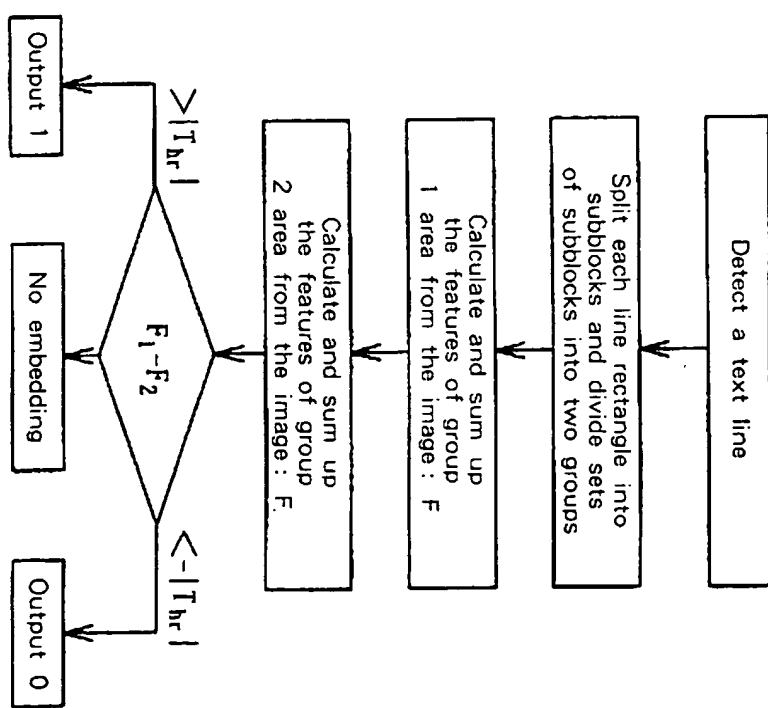 Detect a text line
Split each line rectangle into
subblocks and divide sets
of subblocks into two groups
Calculate and sum up
the features of group
1 area from the image: F
Calculate and sum up
the features of group
2 area from the image: F.
F₁-F₂
>|Thr|
<-|Thr|
Output 1
No embedding
Output 0